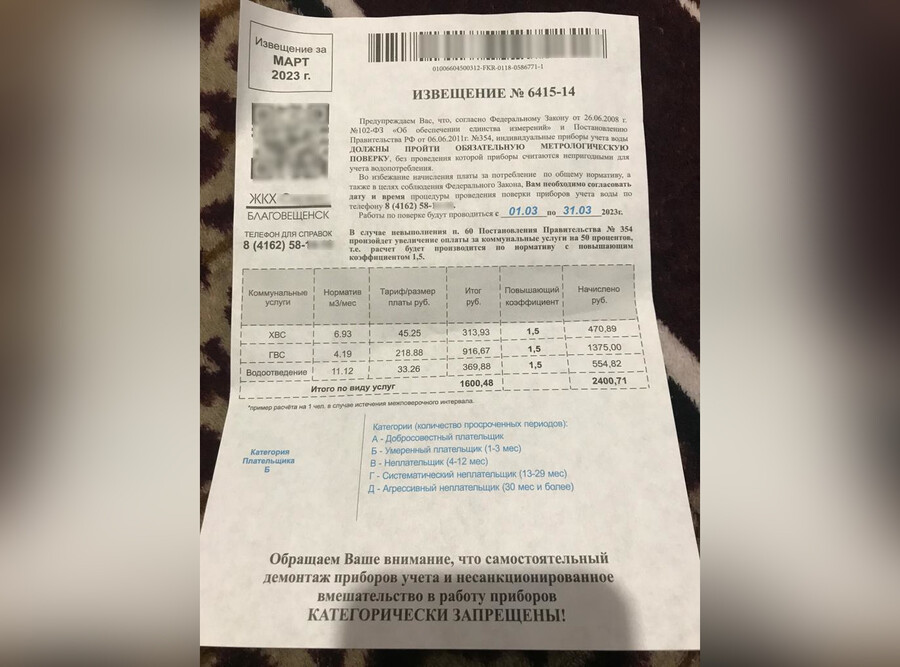 Извещение за
МАРТ
2023 г.
01006604500312-FKR-0118-0586771-1
ИЗВЕЩЕНИЕ № 6415-14
Предупреждаем Вас, что, согласно Федеральному Закону от 26.06.2008 г.
№102-ФЗ «Об обеспечении единства измерений» и Постановлению
Правительства РФ от 06.06.2011г. №354, индивидуальные приборы учета воды
ДОЛЖНЫ ПРОЙТИ ОБЯЗАТЕЛЬНУЮ МЕТРОЛОГИЧЕСКУЮ
ПОВЕРКУ, без проведения которой приборы считаются непригодными для
учета водопотребления.
Во избежание начисления платы за потребление по общему нормативу, а
также в целях соблюдения Федерального Закона, Вам необходимо согласовать
дату и время процедуры проведения поверки приборов учета воды по
телефону 8 (4162) 58-
Работы по поверке будут проводиться с 01.03 по 31.03 2023г.
ЖКХ
БЛАГОВЕЩЕНСК
ТЕЛЕФОН ДЛЯ СПРАВОК
8 (4162) 58-1
В случае невыполнения п. 60 Постановления Правительства № 354
произойдет увеличение оплаты за коммунальные услуги на 50 процентов,
т.е. расчет будет производится по нормативу с повышающим
коэффициентом 1,5.
Коммунальные услуги Норматив м3/мес Тариф/размер платы руб. Итог руб. Повышающий коэффициент Начислено руб.
ХВС 6.93 45.25 313,93 1,5 470,89
ГВС 4.19 218.88 916,67 1,5 1375,00
Водоотведение 11.12 33.26 369,88 1,5 554,82
Итого по виду услуг 1600,48 2400,71
*пример расчёта на 1 чел. в случае истечения межповерочного интервала.
Категория
Плательщика
Б
Категории (количество просроченных периодов):
А - Добросовестный плательщик
Б - Умеренный плательщик (1-3 мес)
В - Неплательщик (4-12 мес)
Г - Систематический неплательщик (13-29 мес)
Д - Агрессивный неплательщик (30 мес и более)
Обращаем Ваше внимание, что самостоятельный
демонтаж приборов учета и несанкционированное
вмешательство в работу приборов
КАТЕГОРИЧЕСКИ ЗАПРЕЩЕНЫ!